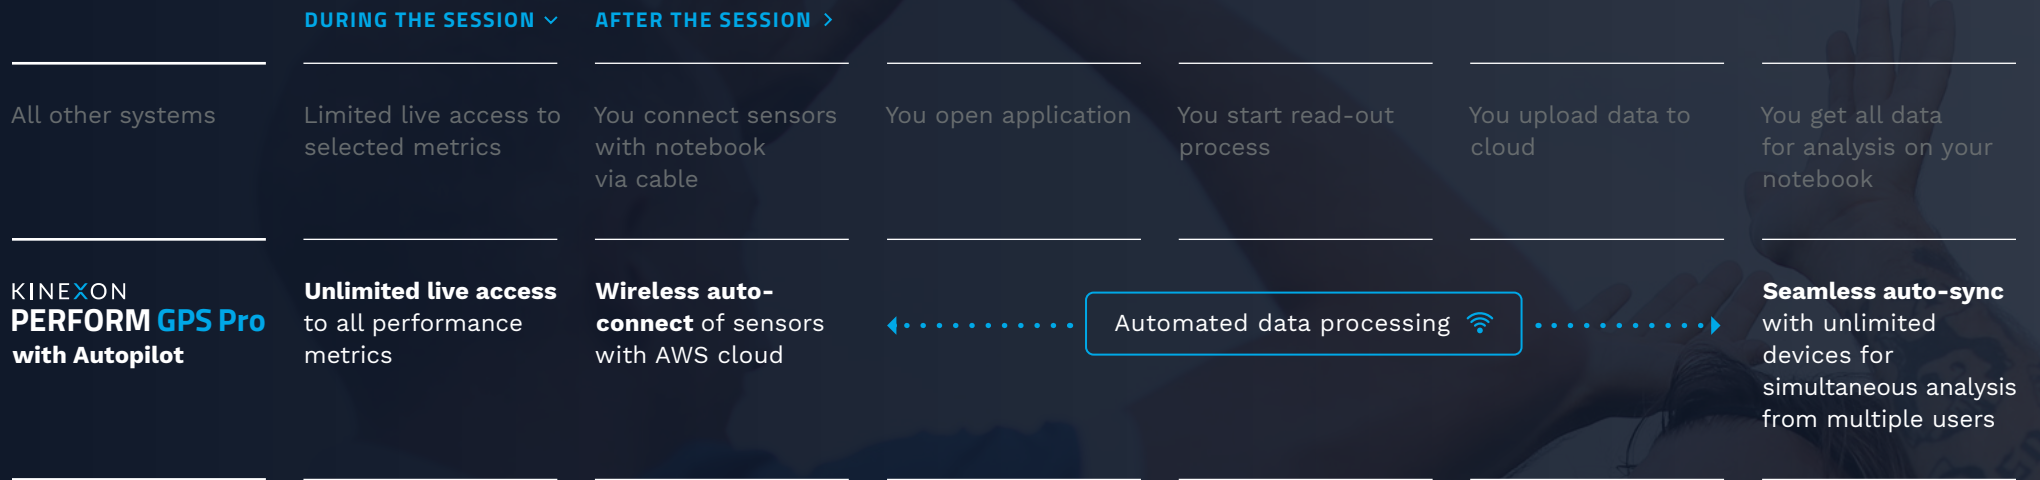 DURING THE SESSION
AFTER THE SESSION
All other systems
Limited live access to
selected metrics
You connect sensors
with notebook
via cable
You open application
You start read-out
process
You upload data to
cloud
You get all data
for analysis on your
notebook
KINEXON
PERFORM GPS Pro
with Autopilot
Unlimited live access
to all performance
metrics
Wireless auto-
connect of sensors
with AWS cloud
Automated data processing
Seamless auto-sync
with unlimited
devices for
simultaneous analysis
from multiple users